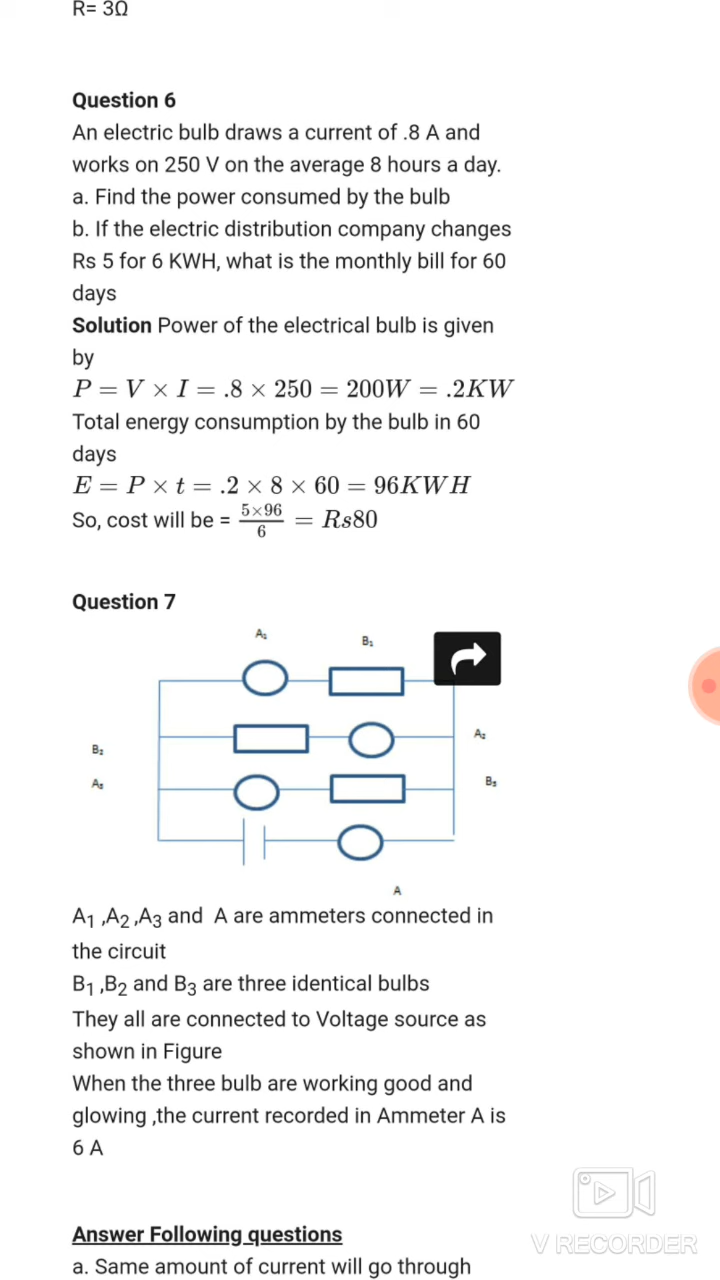 R= 3Ω
Question 6
An electric bulb draws a current of .8 A and
works on 250 V on the average 8 hours a day.
a. Find the power consumed by the bulb
b. If the electric distribution company changes
Rs 5 for 6 KWH, what is the monthly bill for 60
days
Solution Power of the electrical bulb is given
by
P = V × I = .8 × 250 = 200W = .2KW
Total energy consumption by the bulb in 60
days
E = P × t = .2 × 8 × 60 = 96KWH
So, cost will be = 5×96/6 = Rs80
Question 7
A₁
B₁
A₂
B₂
A₃
B₃
A
A₁ ,A₂ ,A₃ and A are ammeters connected in
the circuit
B₁ ,B₂ and B₃ are three identical bulbs
They all are connected to Voltage source as
shown in Figure
When the three bulb are working good and
glowing ,the current recorded in Ammeter A is
6 A
Answer Following questions
a. Same amount of current will go through
V RECORDER